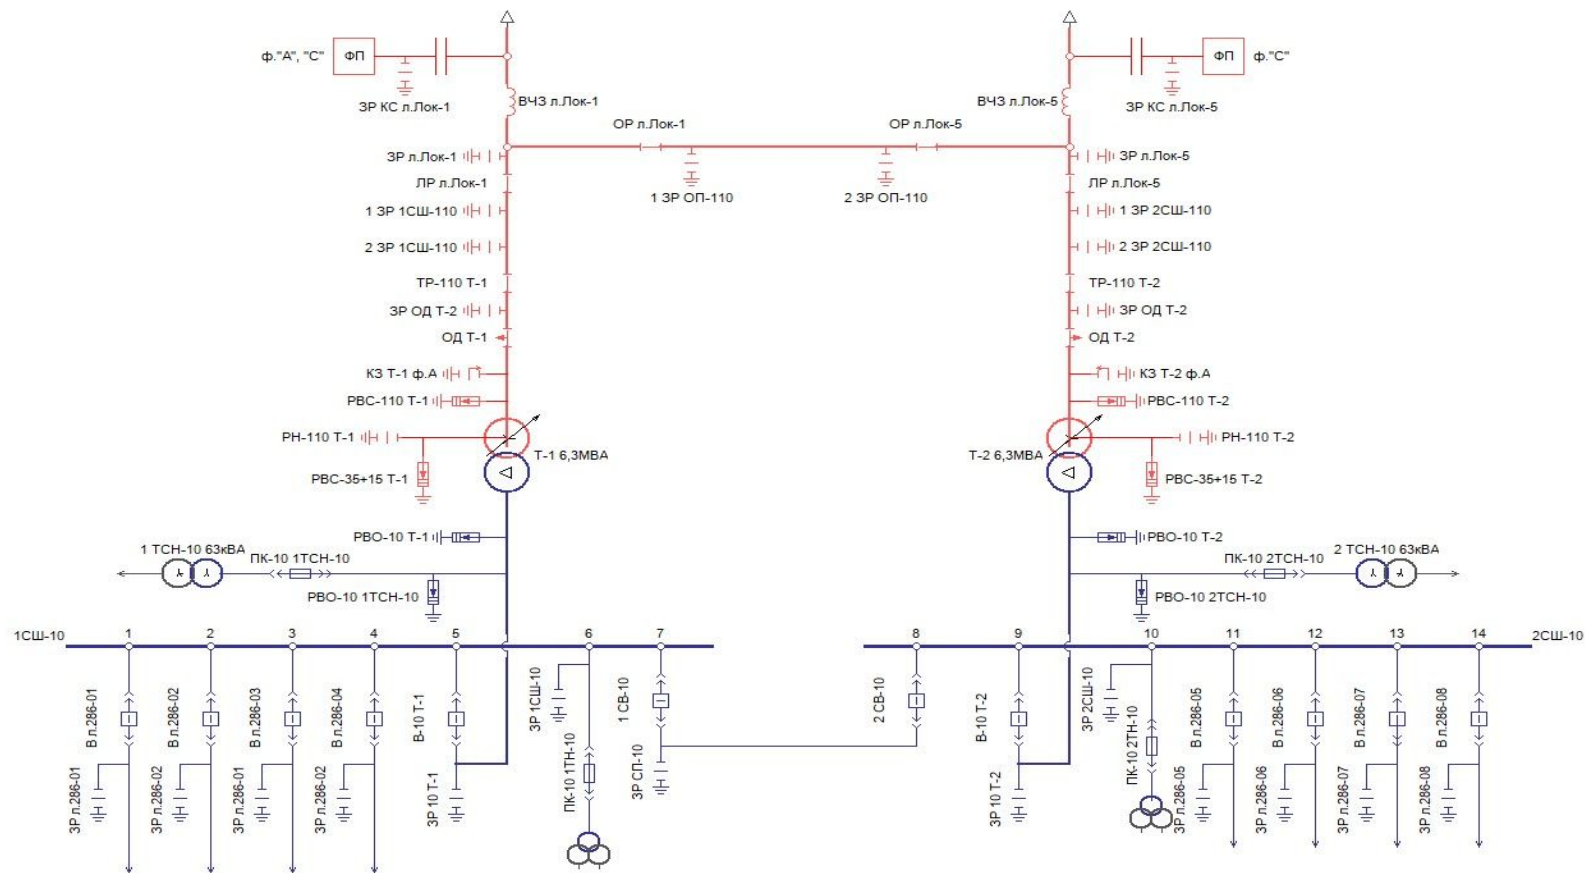 ф."А", "С"
ФП
ФП
ф."С"
ЗР КС л.Лок-1
ВЧЗ л.Лок-1
ВЧЗ л.Лок-5
ЗР КС л.Лок-5
ОР л.Лок-1
ОР л.Лок-5
ЗР л.Лок-1
ЗР л.Лок-5
ЛР л.Лок-1
1 ЗР ОП-110
2 ЗР ОП-110
ЛР л.Лок-5
1 ЗР 1СШ-110
1 ЗР 2СШ-110
2 ЗР 1СШ-110
2 ЗР 2СШ-110
ТР-110 Т-1
ТР-110 Т-2
ЗР ОД Т-2
ЗР ОД Т-2
ОД Т-1
ОД Т-2
КЗ Т-1 ф.А
КЗ Т-2 ф.А
РВС-110 Т-1
РВС-110 Т-2
РН-110 Т-1
Т-1 6,3МВА
Т-2 6,3МВА
РН-110 Т-2
РВС-35+15 Т-1
РВС-35+15 Т-2
РВО-10 Т-1
РВО-10 Т-2
1 ТСН-10 63кВА
ПК-10 1ТСН-10
ПК-10 2ТСН-10
2 ТСН-10 63кВА
РВО-10 1ТСН-10
РВО-10 2ТСН-10
1СШ-10
1
2
3
4
5
6
7
8
9
10
11
12
13
14
2СШ-10
В л.286-01
В л.286-02
В л.286-03
В л.286-04
В-10 Т-1
ЗР 1СШ-10
1 СВ-10
2 СВ-10
В-10 Т-2
ЗР 2СШ-10
В л.286-05
В л.286-06
В л.286-07
В л.286-08
ЗР л.286-01
ЗР л.286-02
ЗР л.286-01
ЗР л.286-02
ЗР 10 Т-1
ПК-10 1ТН-10
ЗР СП-10
ЗР 10 Т-2
ПК-10 2ТН-10
ЗР л.286-05
ЗР л.286-06
ЗР л.286-07
ЗР л.286-08